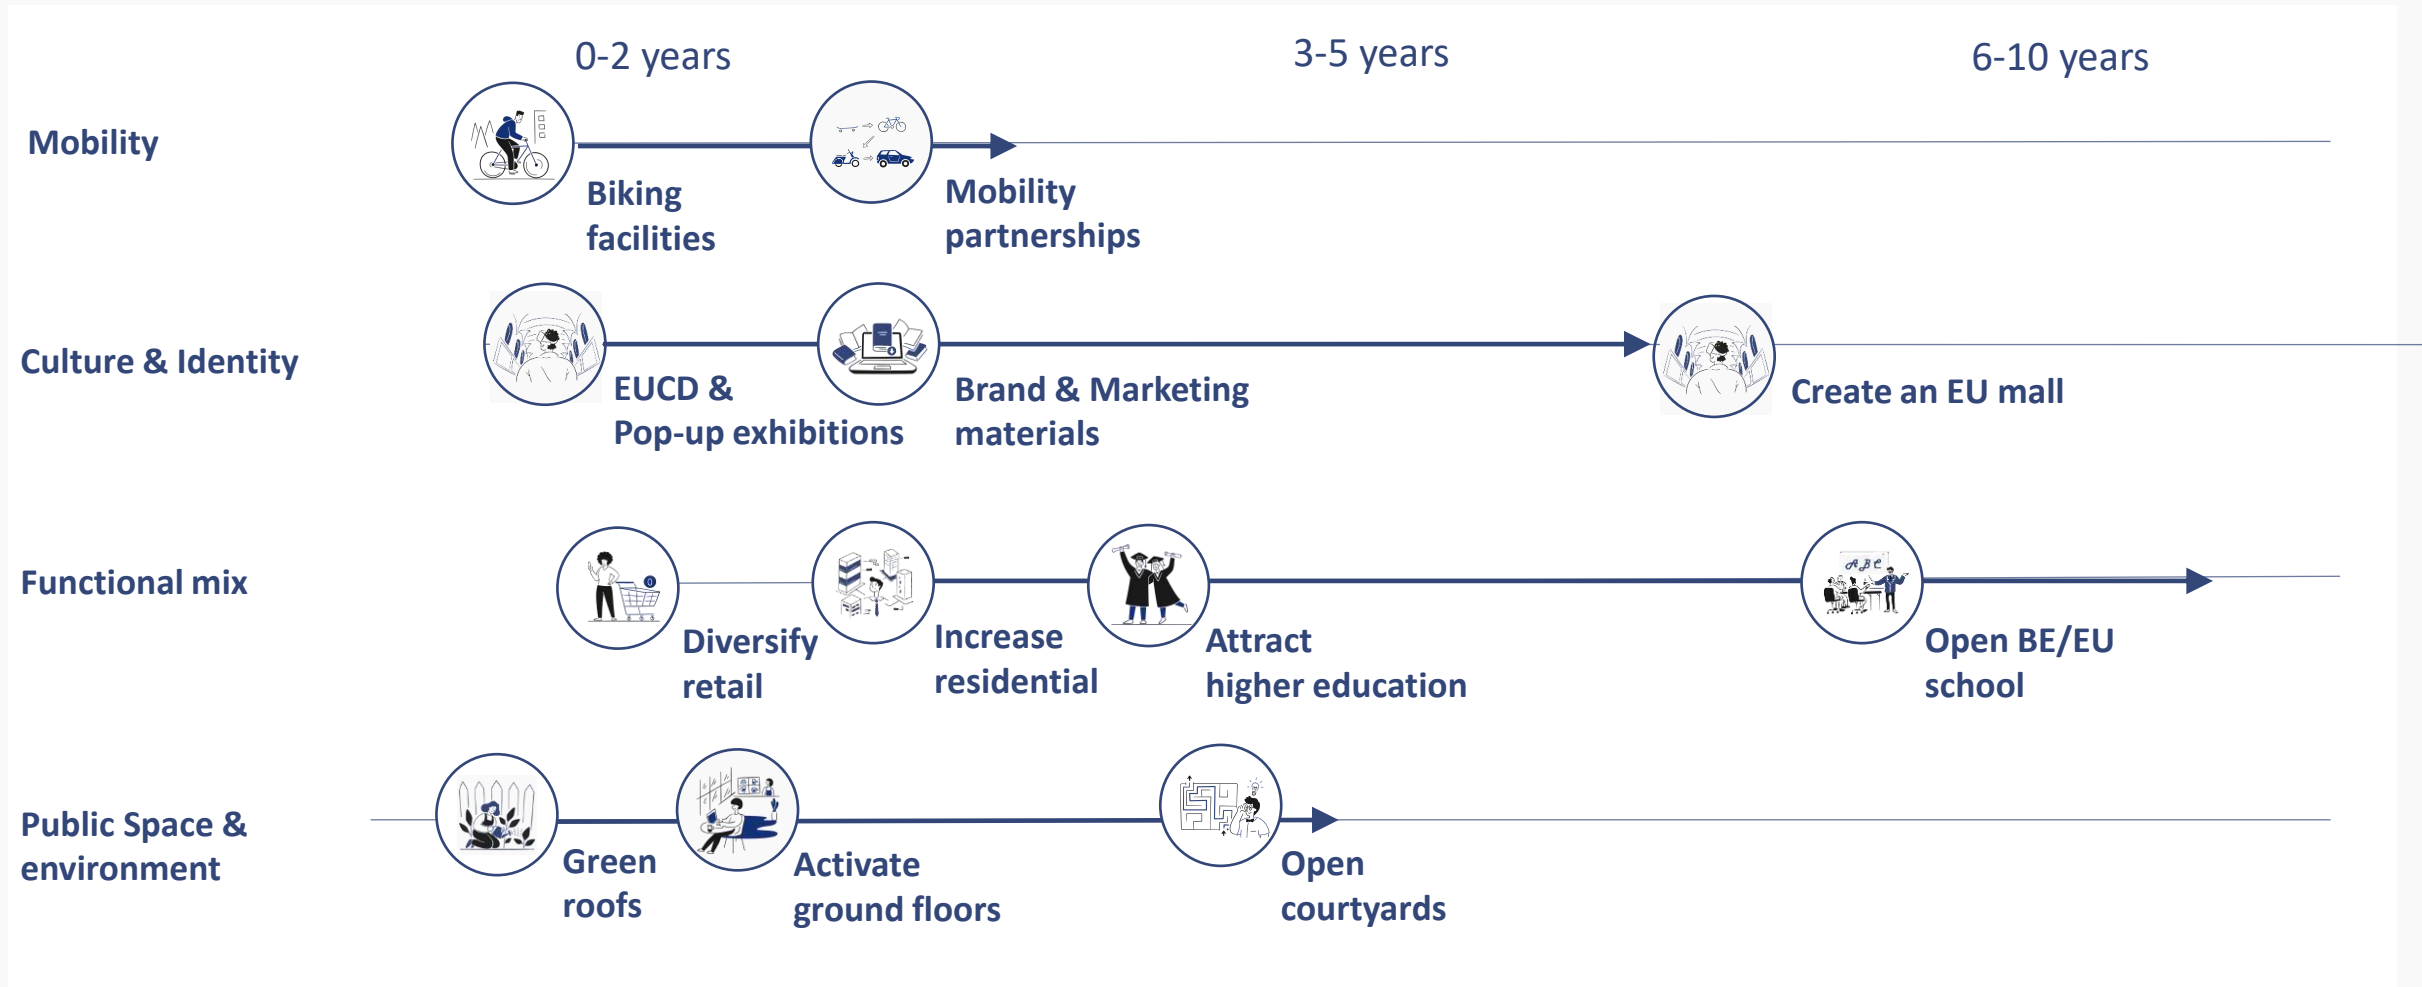 0-2 years
3-5 years
6-10 years
Mobility
Biking
facilities
Mobility
partnerships
Culture & Identity
EUCD &
Pop-up exhibitions
Brand & Marketing
materials
Create an EU mall
Functional mix
0
Diversify
retail
Increase
residential
Attract
higher education
ABC
Open BE/EU
school
Public Space &
environment
Green
roofs
Activate
ground floors
Open
courtyards